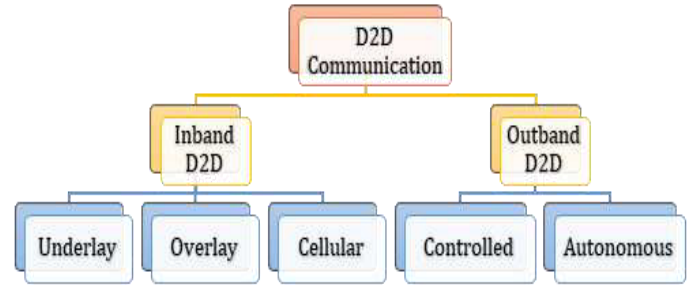 D2D
Communication
Inband
D2D
Outband
D2D
Underlay
Overlay
Cellular
Controlled
Autonomous